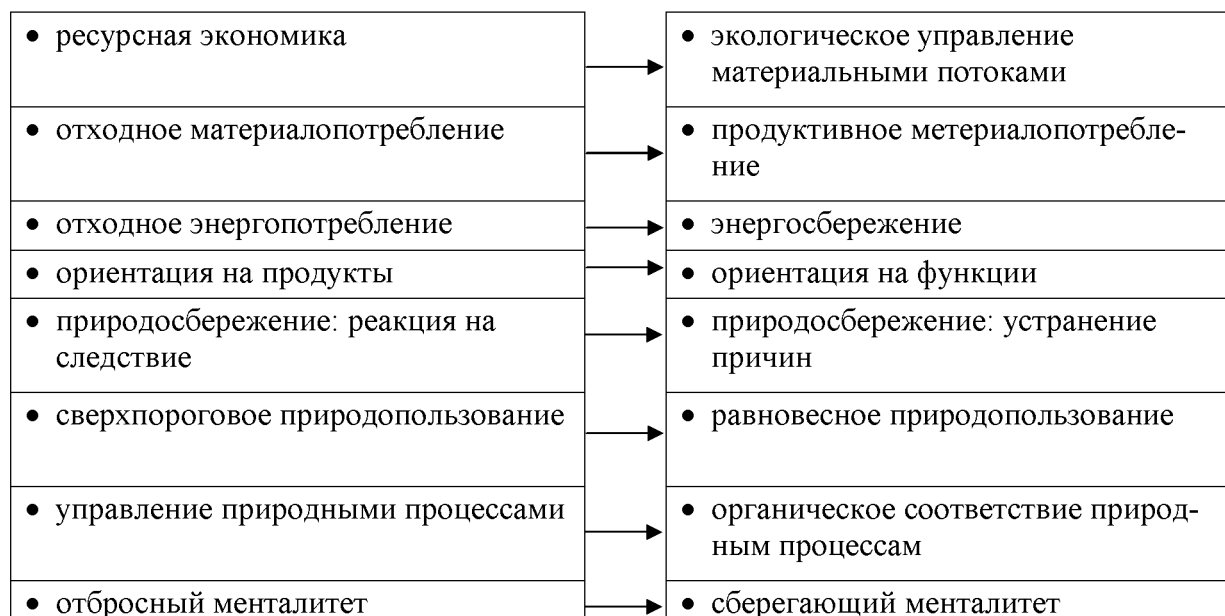 • ресурсная экономика
• экологическое управление
материальными потоками
• отходное материалопотребление
• продуктивное метериалопотребле-
ние
• отходное энергопотребление
• энергосбережение
• ориентация на продукты
• ориентация на функции
• природосбережение: реакция на
следствие
• природосбережение: устранение
причин
• сверхпороговое природопользование
• равновесное природопользование
• управление природными процессами
• органическое соответствие природ-
ным процессам
• отбросный менталитет
• сберегающий менталитет